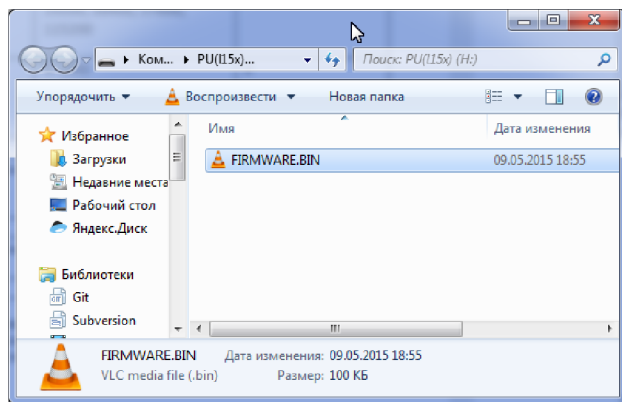 Ком... PU(l15x)... Поиск: PU(l15x) (H:)
Упорядочить Воспроизвести Новая папка
Имя Дата изменения
Избранное
FIRMWARE.BIN 09.05.2015 18:55
Загрузки
Недавние места
Рабочий стол
Яндекс.Диск
Библиотеки
Git
Subversion
FIRMWARE.BIN Дата изменения: 09.05.2015 18:55
VLC media file (.bin) Размер: 100 КБ